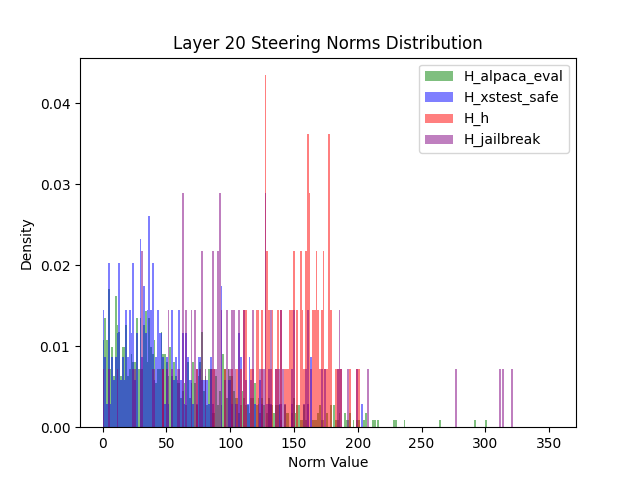 Layer 20 Steering Norms Distribution
H_alpaca_eval
H_xstest_safe
H_h
H_jailbreak
Density
0.04
0.03
0.02
0.01
0.00
0 50 100 150 200 250 300 350
Norm Value